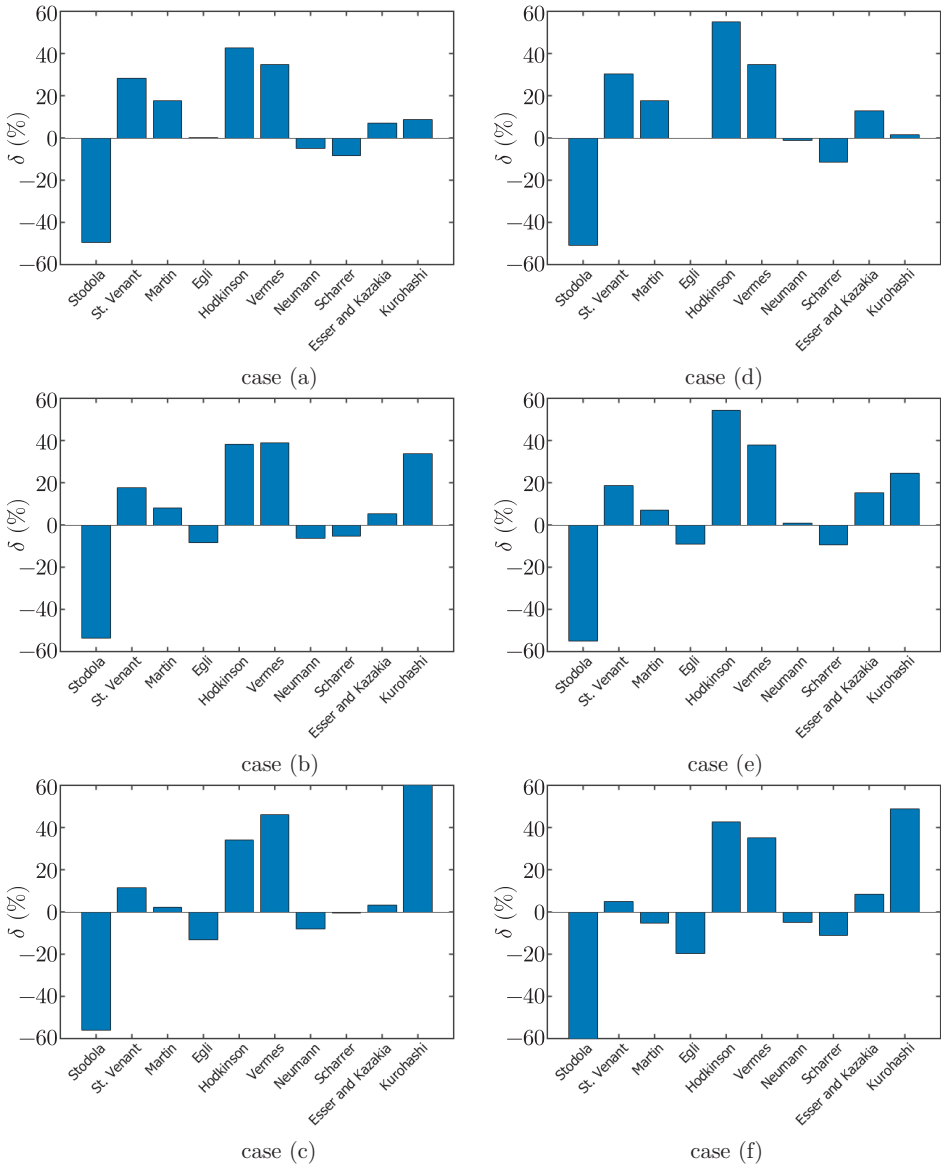 60
40
20
0
−20
−40
−60
δ (%)
Stodola
St. Venant
Martin
Egli
Hodkinson
Vermes
Neumann
Scharrer
Esser and Kazakia
Kurohashi
case (a)
60
40
20
0
−20
−40
−60
δ (%)
Stodola
St. Venant
Martin
Egli
Hodkinson
Vermes
Neumann
Scharrer
Esser and Kazakia
Kurohashi
case (d)
60
40
20
0
−20
−40
−60
δ (%)
Stodola
St. Venant
Martin
Egli
Hodkinson
Vermes
Neumann
Scharrer
Esser and Kazakia
Kurohashi
case (b)
60
40
20
0
−20
−40
−60
δ (%)
Stodola
St. Venant
Martin
Egli
Hodkinson
Vermes
Neumann
Scharrer
Esser and Kazakia
Kurohashi
case (e)
60
40
20
0
−20
−40
−60
δ (%)
Stodola
St. Venant
Martin
Egli
Hodkinson
Vermes
Neumann
Scharrer
Esser and Kazakia
Kurohashi
case (c)
60
40
20
0
−20
−40
−60
δ (%)
Stodola
St. Venant
Martin
Egli
Hodkinson
Vermes
Neumann
Scharrer
Esser and Kazakia
Kurohashi
case (f)